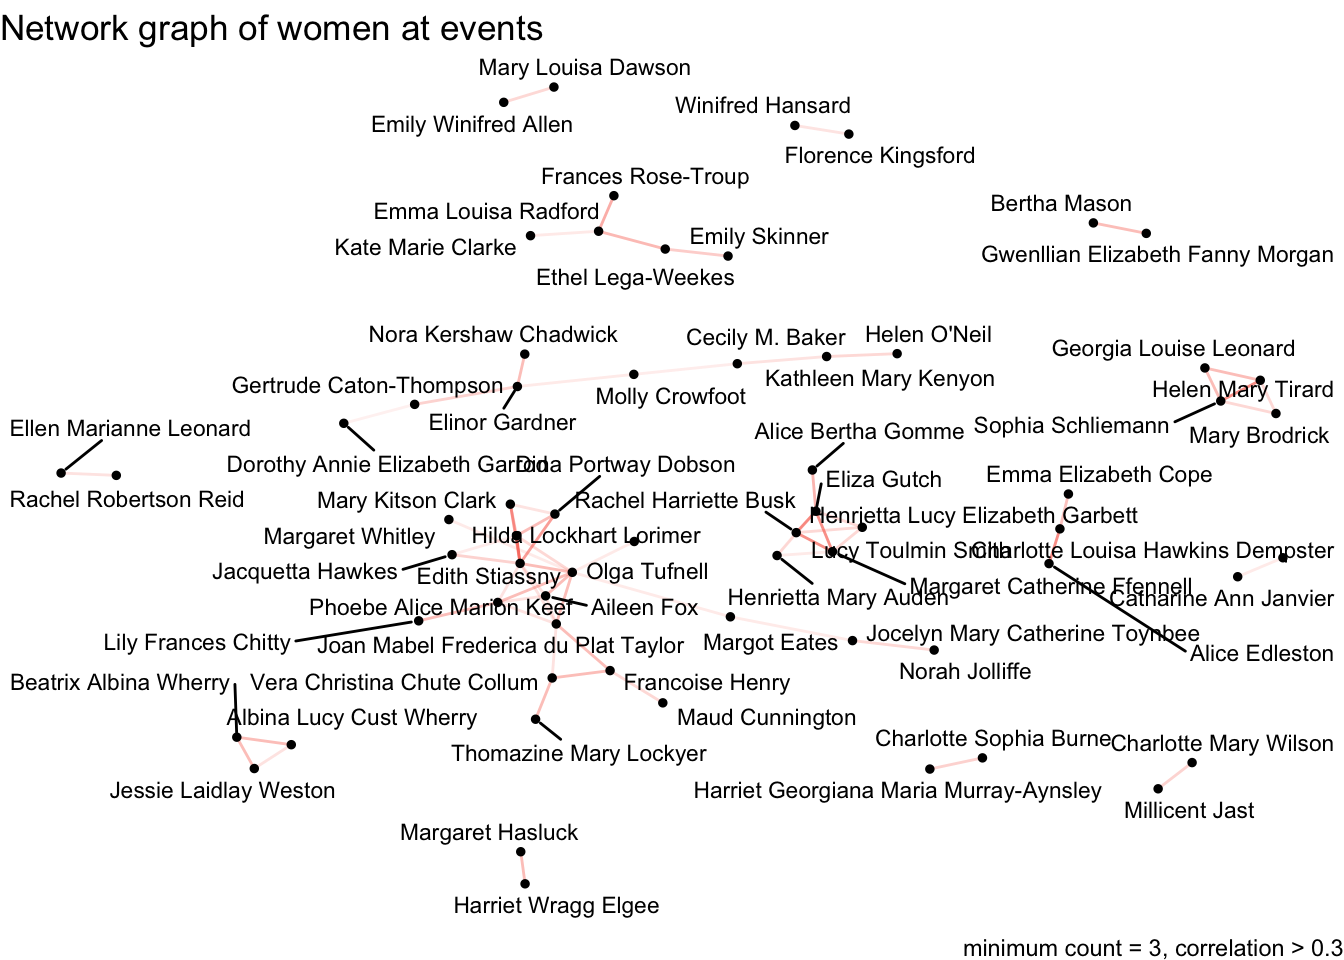 Network graph of women at events
Mary Louisa Dawson
Emily Winifred Allen
Winifred Hansard
Florence Kingsford
Frances Rose-Troup
Emma Louisa Radford
Kate Marie Clarke
Emily Skinner
Ethel Lega-Weekes
Bertha Mason
Gwenllian Elizabeth Fanny Morgan
Nora Kershaw Chadwick
Cecily M. Baker
Helen O'Neil
Georgia Louise Leonard
Gertrude Caton-Thompson
Molly Crowfoot
Kathleen Mary Kenyon
Helen Mary Tirard
Elinor Gardner
Sophia Schliemann
Mary Brodrick
Ellen Marianne Leonard
Alice Bertha Gomme
Dorothy Annie Elizabeth Garrod
Dina Portway Dobson
Eliza Gutch
Emma Elizabeth Cope
Rachel Robertson Reid
Mary Kitson Clark
Rachel Harriette Busk
Henrietta Lucy Elizabeth Garbett
Margaret Whitley
Hilda Lockhart Lorimer
Lucy Toulmin Smith
Charlotte Louisa Hawkins Dempster
Jacquetta Hawkes
Edith Stiassny
Olga Tufnell
Margaret Catherine Ffennell
Henrietta Mary Auden
Catharine Ann Janvier
Phoebe Alice Marion Keef
Aileen Fox
Lily Frances Chitty
Joan Mabel Frederica du Plat Taylor
Margot Eates
Jocelyn Mary Catherine Toynbee
Alice Edleston
Norah Jolliffe
Beatrix Albina Wherry
Vera Christina Chute Collum
Francoise Henry
Albina Lucy Cust Wherry
Maud Cunnington
Thomazine Mary Lockyer
Charlotte Sophia Burne
Charlotte Mary Wilson
Jessie Laidlay Weston
Harriet Georgiana Maria Murray-Aynsley
Millicent Jast
Margaret Hasluck
Harriet Wragg Elgee
minimum count = 3, correlation > 0.3